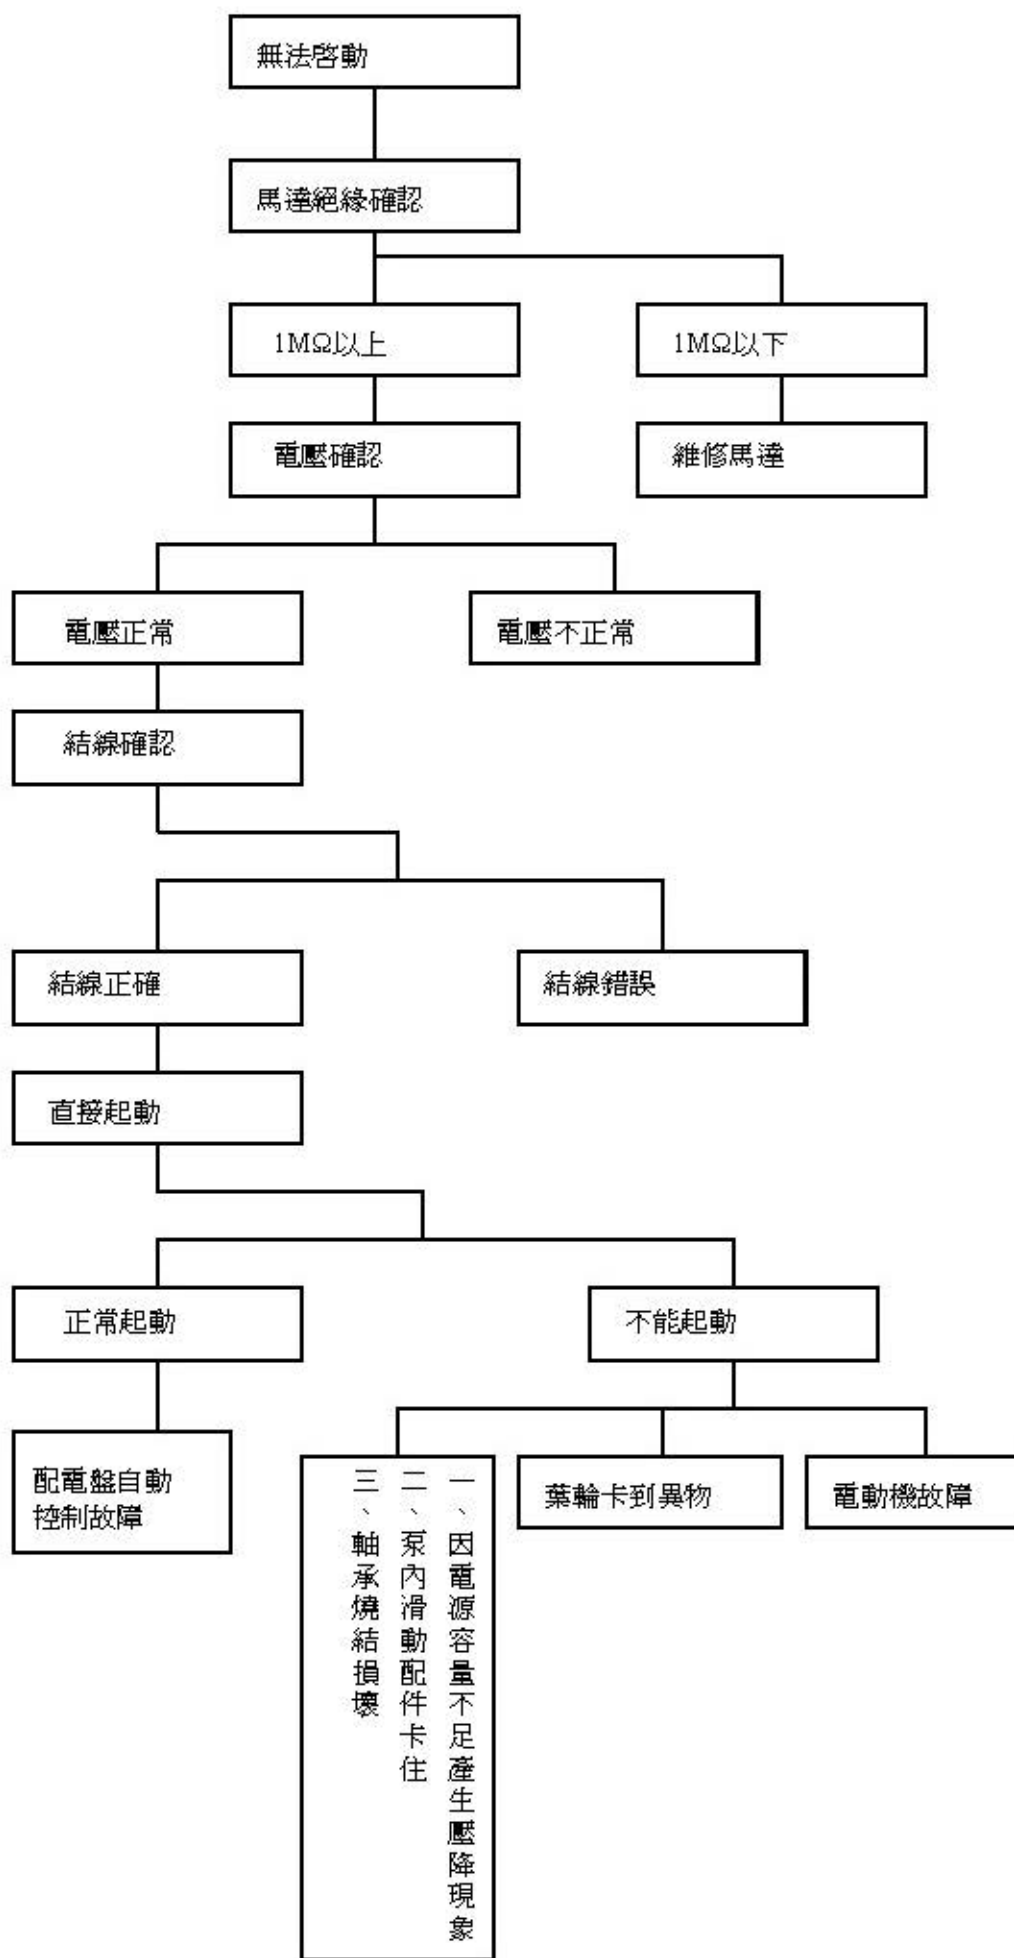 無法啓動
馬達絕緣確認
1MΩ以上
1MΩ以下
電壓確認
維修馬達
電壓正常
電壓不正常
結線確認
結線正確
結線錯誤
直接起動
正常起動
不能起動
配電盤自動
控制故障
一、因電源容量不足產生壓降現象
二、泵內滑動配件卡住
三、軸承燒結損壞
葉輪卡到異物
電動機故障